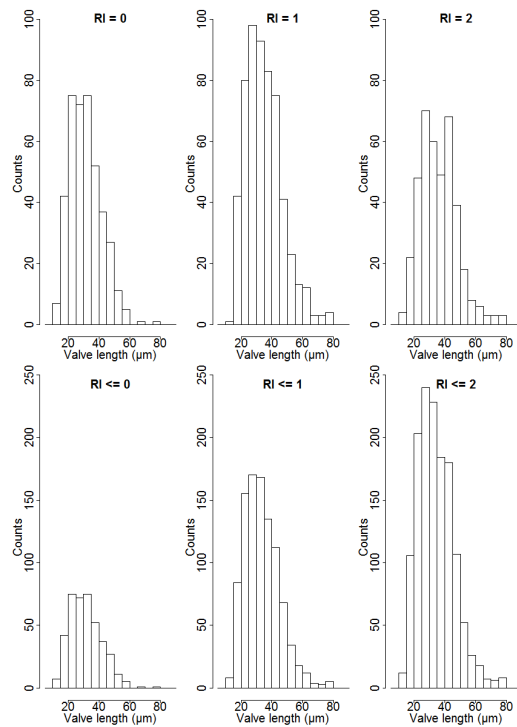 RI = 0
RI = 1
RI = 2
Counts
0 20 40 60 80 100
20 40 60 80
Valve length (µm)
Counts
0 20 40 60 80 100
20 40 60 80
Valve length (µm)
Counts
0 20 40 60 80 100
20 40 60 80
Valve length (µm)
RI <= 0
RI <= 1
RI <= 2
Counts
0 50 100 150 200 250
20 40 60 80
Valve length (µm)
Counts
0 50 100 150 200 250
20 40 60 80
Valve length (µm)
Counts
0 50 100 150 200 250
20 40 60 80
Valve length (µm)